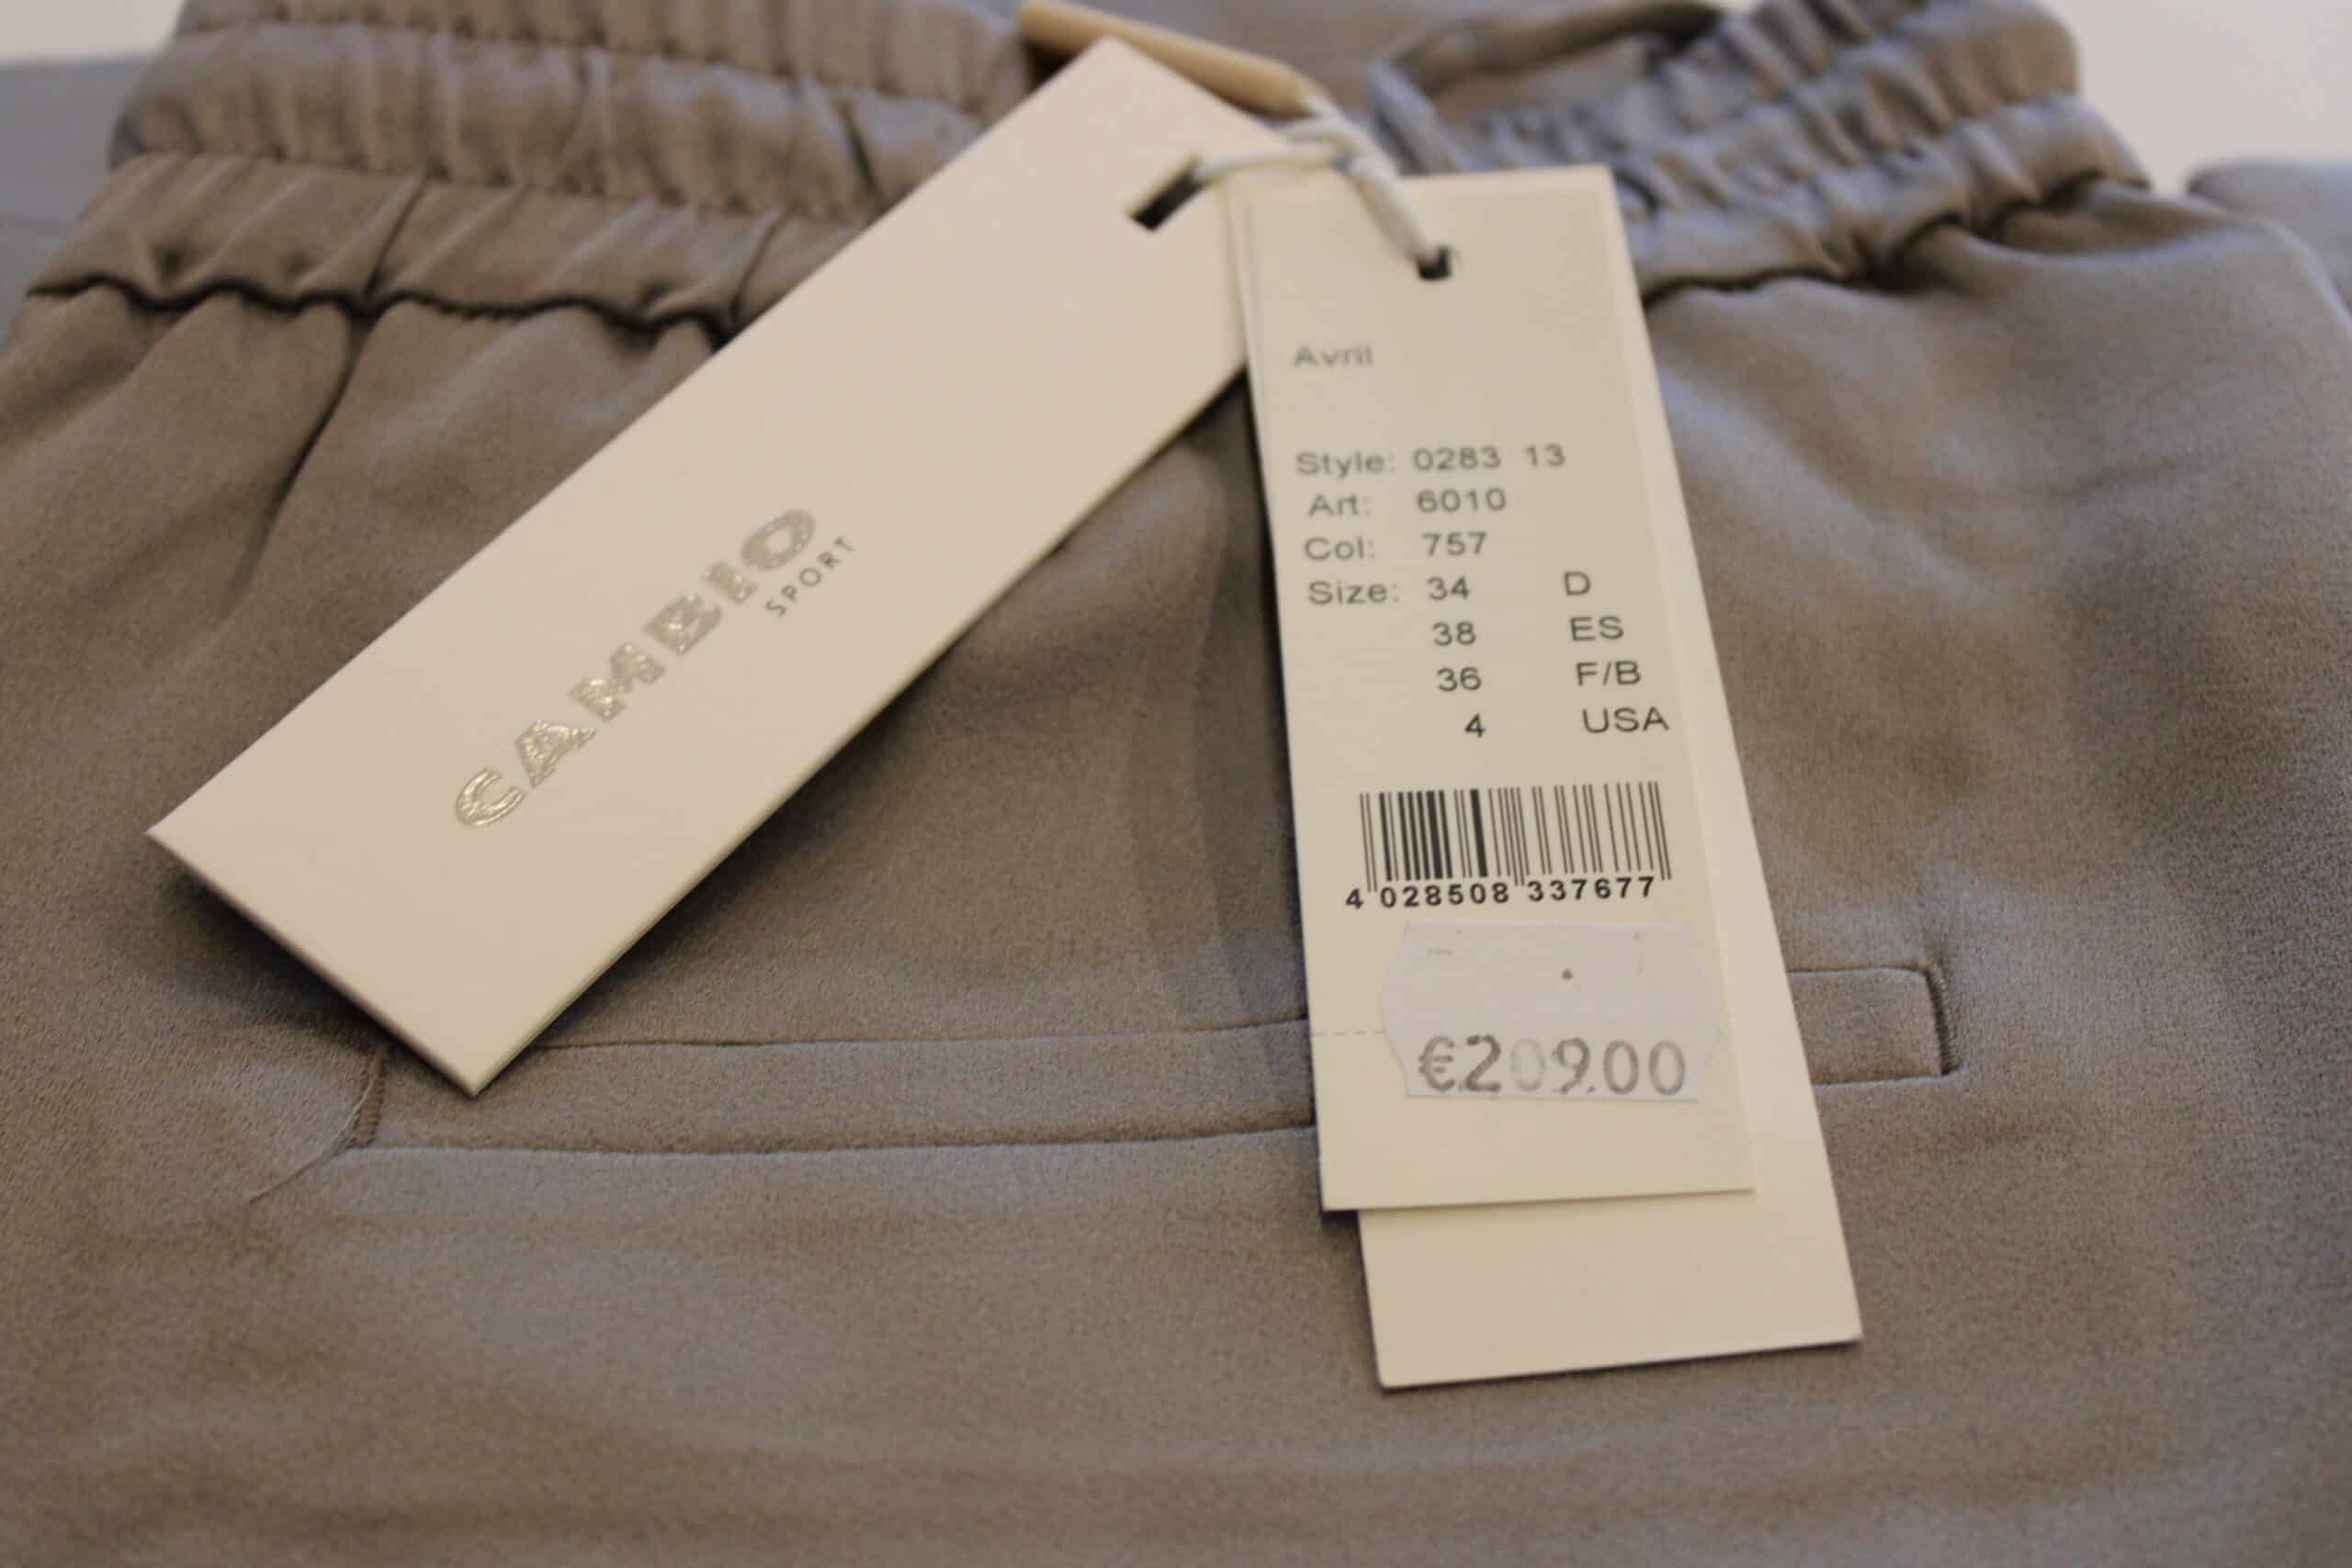 CAMBIO
SPORT
Avril
Style: 0283 13
Art: 6010
Col: 757
Size: 34 D
38 ES
36 F/B
4 USA
4 028508 337677
€209.00